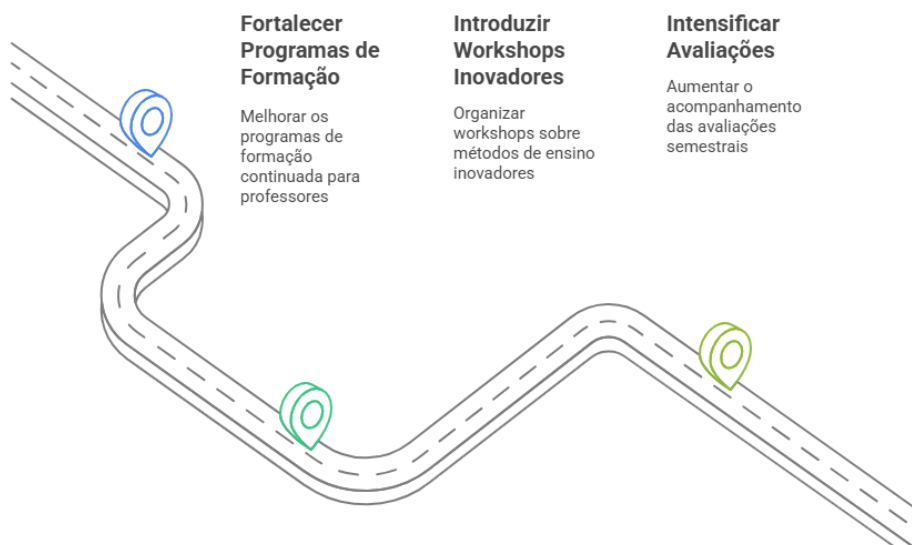 Fortalecer
Programas de
Formação
Melhorar os
programas de
formação
continuada para
professores
Introduzir
Workshops
Inovadores
Organizar
workshops sobre
métodos de ensino
inovadores
Intensificar
Avaliações
Aumentar o
acompanhamento
das avaliações
semestrais